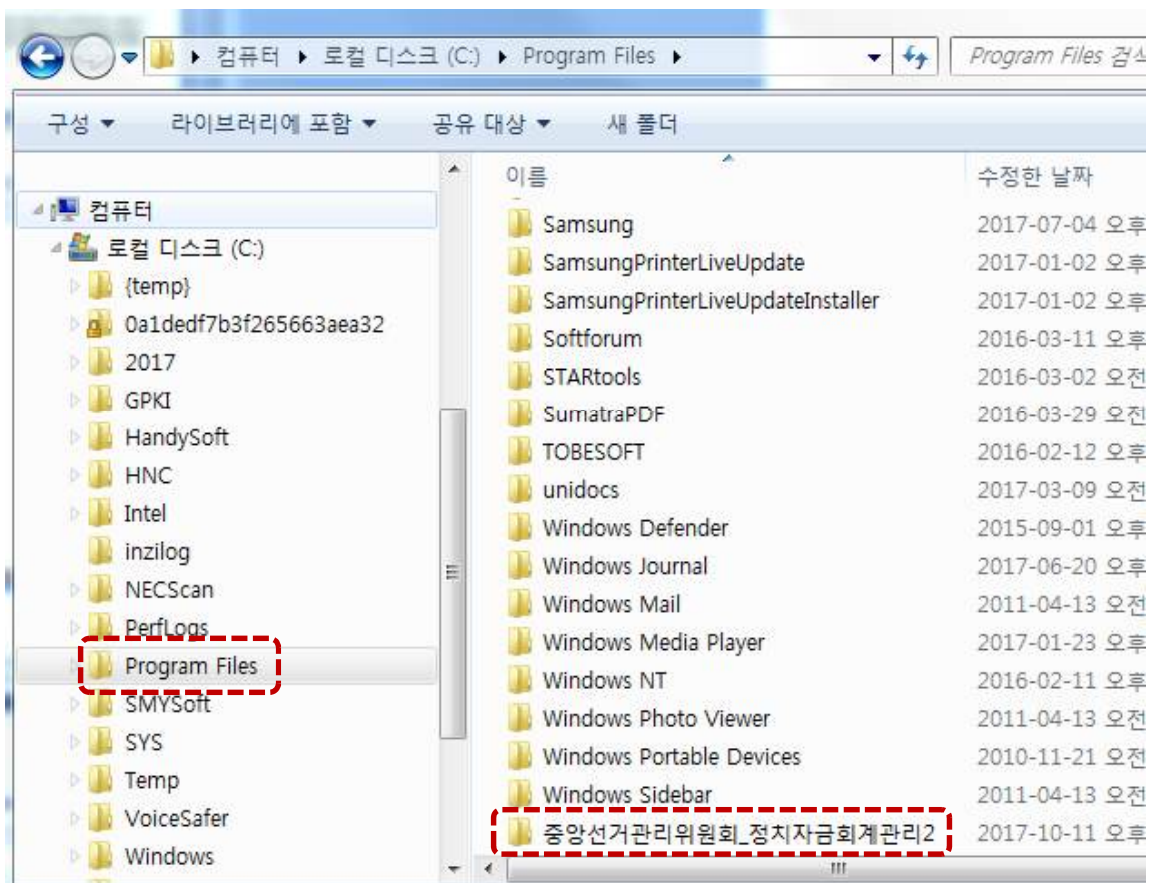 컴퓨터 ▸ 로컬 디스크 (C:) ▸ Program Files ▸
Program Files 검색
구성 라이브러리에 포함 공유 대상 새 폴더
컴퓨터
로컬 디스크 (C:)
{temp}
0a1dedf7b3f265663aea32
2017
GPKI
HandySoft
HNC
Intel
inzilog
NECScan
PerfLogs
Program Files
SMYSoft
SYS
Temp
VoiceSafer
Windows
이름 수정한 날짜
Samsung 2017-07-04 오후
SamsungPrinterLiveUpdate 2017-01-02 오후
SamsungPrinterLiveUpdateInstaller 2017-01-02 오후
Softforum 2016-03-11 오후
STARtools 2016-03-02 오전
SumatraPDF 2016-03-29 오전
TOBESOFT 2016-02-12 오후
unidocs 2017-03-09 오전
Windows Defender 2015-09-01 오후
Windows Journal 2017-06-20 오후
Windows Mail 2011-04-13 오전
Windows Media Player 2017-01-23 오후
Windows NT 2016-02-11 오후
Windows Photo Viewer 2011-04-13 오전
Windows Portable Devices 2010-11-21 오전
Windows Sidebar 2011-04-13 오전
중앙선거관리위원회_정치자금회계관리2 2017-10-11 오후